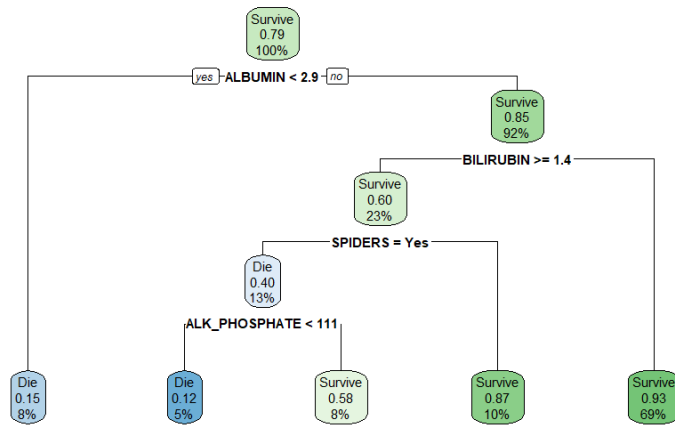 Survive
0.79
100%
yes ALBUMIN < 2.9 no
Survive
0.85
92%
BILIRUBIN >= 1.4
Survive
0.60
23%
SPIDERS = Yes
Die
0.40
13%
ALK_PHOSPHATE < 111
Die
0.15
8%
Die
0.12
5%
Survive
0.58
8%
Survive
0.87
10%
Survive
0.93
69%